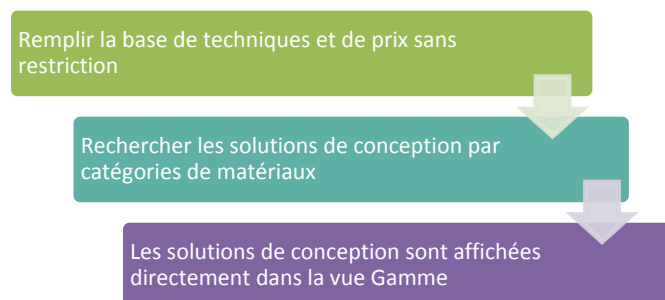 Remplir la base de techniques et de prix sans
restriction
Rechercher les solutions de conception par
catégories de matériaux
Les solutions de conception sont affichées
directement dans la vue Gamme